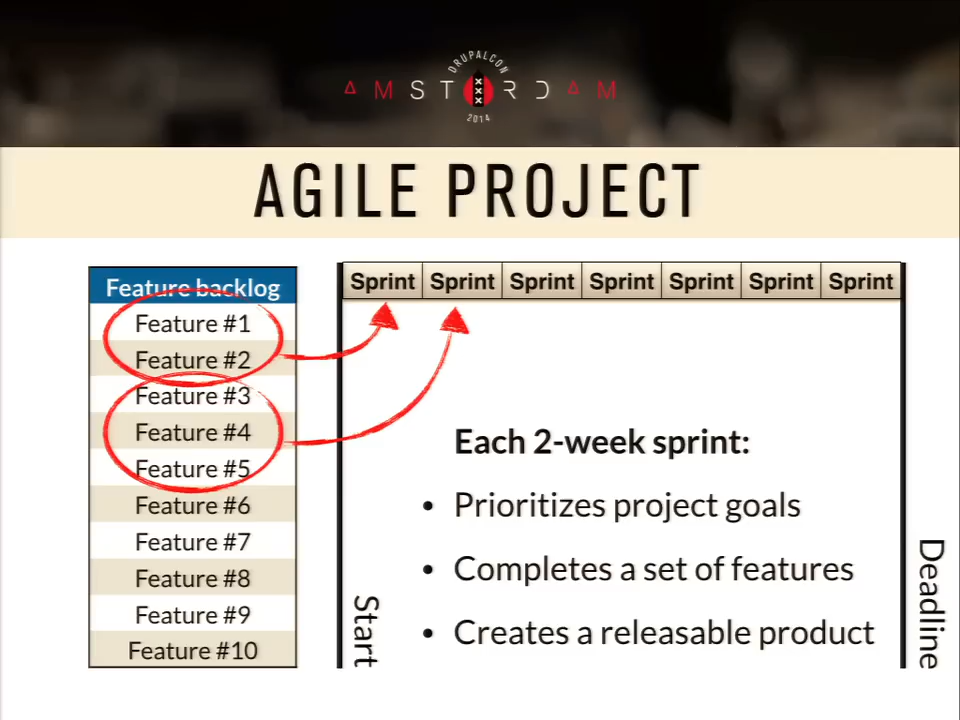 DRUPALCON
AMSTERDAM
2014
AGILE PROJECT
Feature backlog
Feature #1
Feature #2
Feature #3
Feature #4
Feature #5
Feature #6
Feature #7
Feature #8
Feature #9
Feature #10
Sprint Sprint Sprint Sprint Sprint Sprint Sprint
Each 2-week sprint:
• Prioritizes project goals
• Completes a set of features
• Creates a releasable product
Start
Deadline